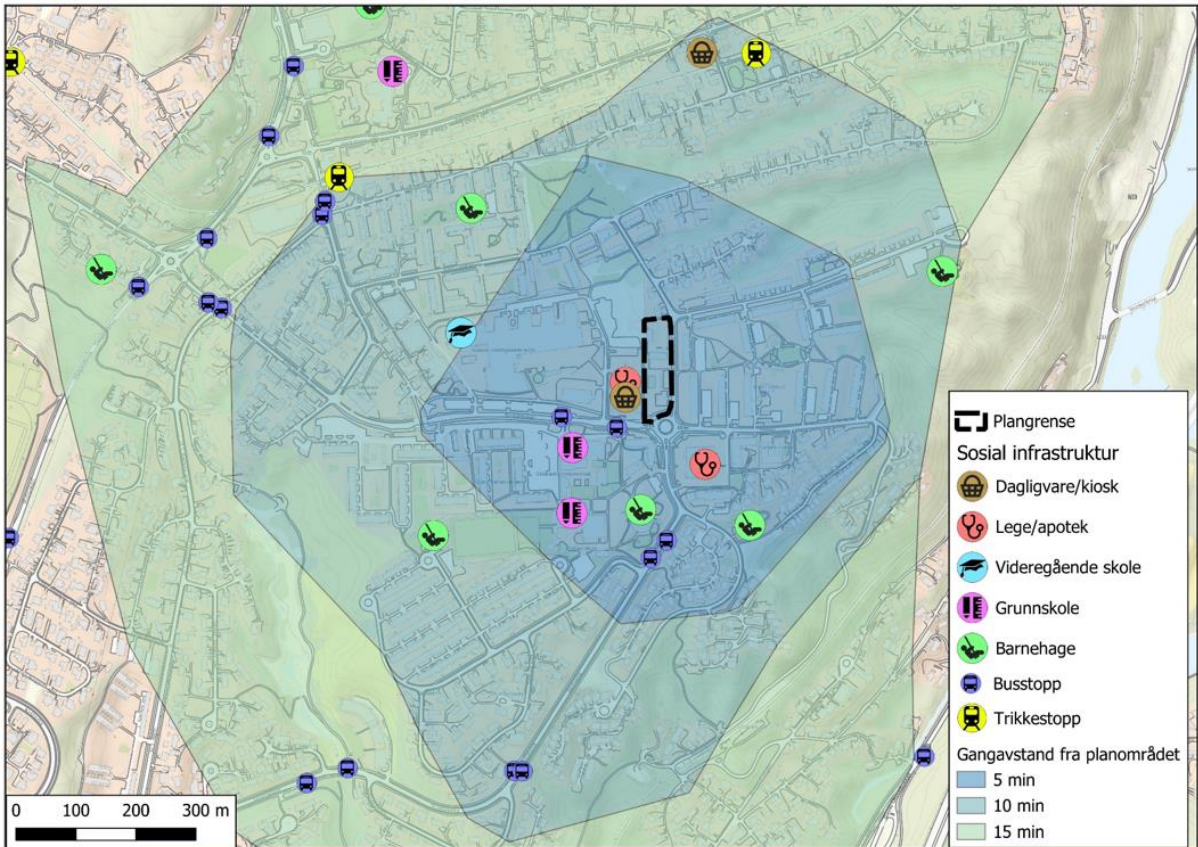 Plangrense
Sosial infrastruktur
Dagligvare/kiosk
Lege/apotek
Videregående skole
Grunnskole
Barnehage
Busstopp
Trikkestopp
Gangavstand fra planområdet
5 min
10 min
15 min
0 100 200 300 m